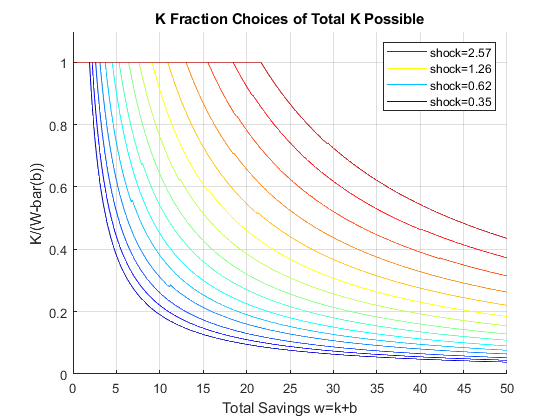 K Fraction Choices of Total K Possible
shock=2.57
shock=1.26
shock=0.62
shock=0.35
K/(W-bar(b))
1
0.8
0.6
0.4
0.2
0
0 5 10 15 20 25 30 35 40 45 50
Total Savings w=k+b